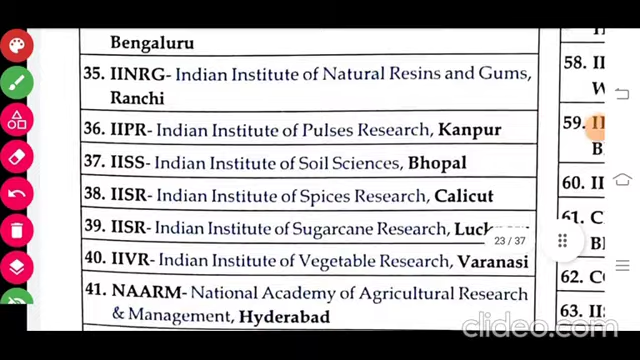 Bengaluru
35. IINRG- Indian Institute of Natural Resins and Gums,
Ranchi
36. IIPR- Indian Institute of Pulses Research, Kanpur
37. IISS- Indian Institute of Soil Sciences, Bhopal
38. IISR- Indian Institute of Spices Research, Calicut
39. IISR- Indian Institute of Sugarcane Research,
40. IIVR- Indian Institute of Vegetable Research, Varanasi
41. NAARM- National Academy of Agricultural Research
& Management, Hyderabad
58.
59.
60.
61.
62.
63.
23 / 37
clideo.com